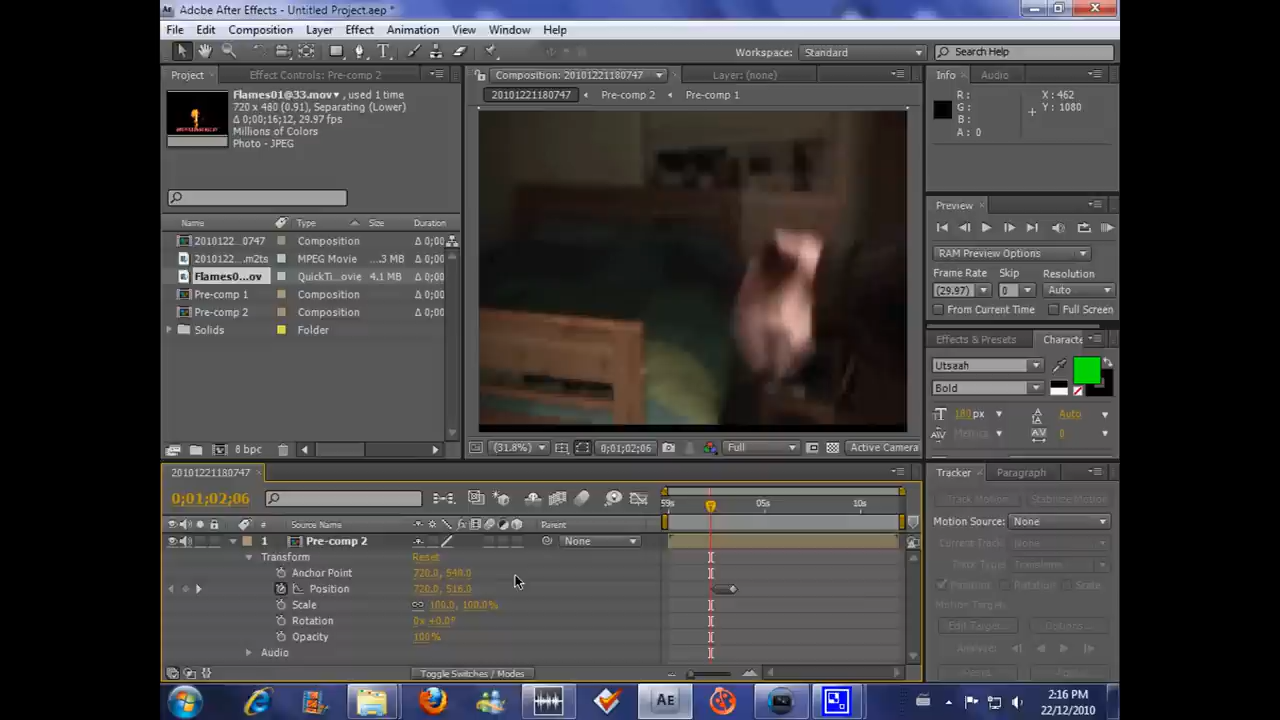 Adobe After Effects - Untitled Project.aep *
File Edit Composition Layer Effect Animation View Window Help
Workspace: Standard Search Help
Project Effect Controls: Pre-comp 2
Composition: 20101221180747 Layer: (none)
Info Audio
Flames01@33.mov , used 1 time
720 x 480 (0.91), Separating (Lower)
Δ 0;00;16;12, 29.97 fps
Millions of Colors
Photo - JPEG
20101221180747 Pre-comp 2 Pre-comp 1
R :
G :
B :
A : 0
X : 462
Y : 1080
Preview
RAM Preview Options
Frame Rate Skip Resolution
(29.97) 0 Auto
From Current Time Full Screen
Name Type Size Duration
2010122...0747 Composition Δ 0;00
2010122....m2ts MPEG Movie ....3 MB Δ 0;00
Flames0...ov QuickTi...ovie 4.1 MB Δ 0;00
Pre-comp 1 Composition Δ 0;00
Pre-comp 2 Composition Δ 0;00
Solids Folder
Effects & Presets Characte
Utsaah
Bold
180 px Auto
Metrics 0
8 bpc
(31.8%) 0;01;02;06 Full Active Camera
20101221180747
0;01;02;06
59s 05s 10s
# Source Name Parent
1 Pre-comp 2 None
Transform Reset
Anchor Point 720.0, 540.0
Position 720.0, 516.0
Scale 100.0, 100.0%
Rotation 0x +0.0°
Opacity 100%
Audio
Toggle Switches / Modes
Tracker Paragraph
Track Motion Stabilize Motion
Motion Source: None
Current Track: None
Track Type: Transform
Position Rotation Scale
Motion Target:
Edit Target... Options...
Analyze:
Reset Apply
2:16 PM
22/12/2010